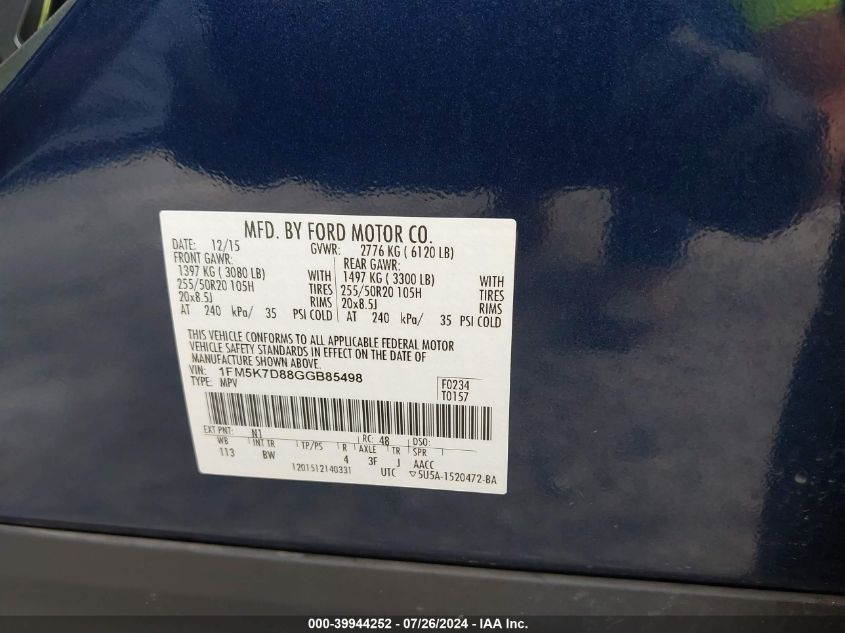 MFD. BY FORD MOTOR CO.
DATE: 12/15 GVWR: 2776 KG ( 6120 LB)
FRONT GAWR: REAR GAWR:
1397 KG ( 3080 LB) WITH 1497 KG ( 3300 LB) WITH
255/50R20 105H TIRES 255/50R20 105H TIRES
20x8.5J RIMS 20x8.5J RIMS
AT 240 kPa/ 35 PSI COLD AT 240 kPa/ 35 PSI COLD
THIS VEHICLE CONFORMS TO ALL APPLICABLE FEDERAL MOTOR
VEHICLE SAFETY STANDARDS IN EFFECT ON THE DATE OF
MANUFACTURE SHOWN ABOVE.
VIN: 1FM5K7D88GGB85498
TYPE: MPV
F0234
T0157
EXT PNT: N1 RC: 48 DSO:
WB INT TR TP/PS R AXLE TR SPR
113 BW 4 3F J AACC
1201512140331 UTC ▽5U5A-1520472-BA
000-39944252 - 07/26/2024 - © IAA, Inc.